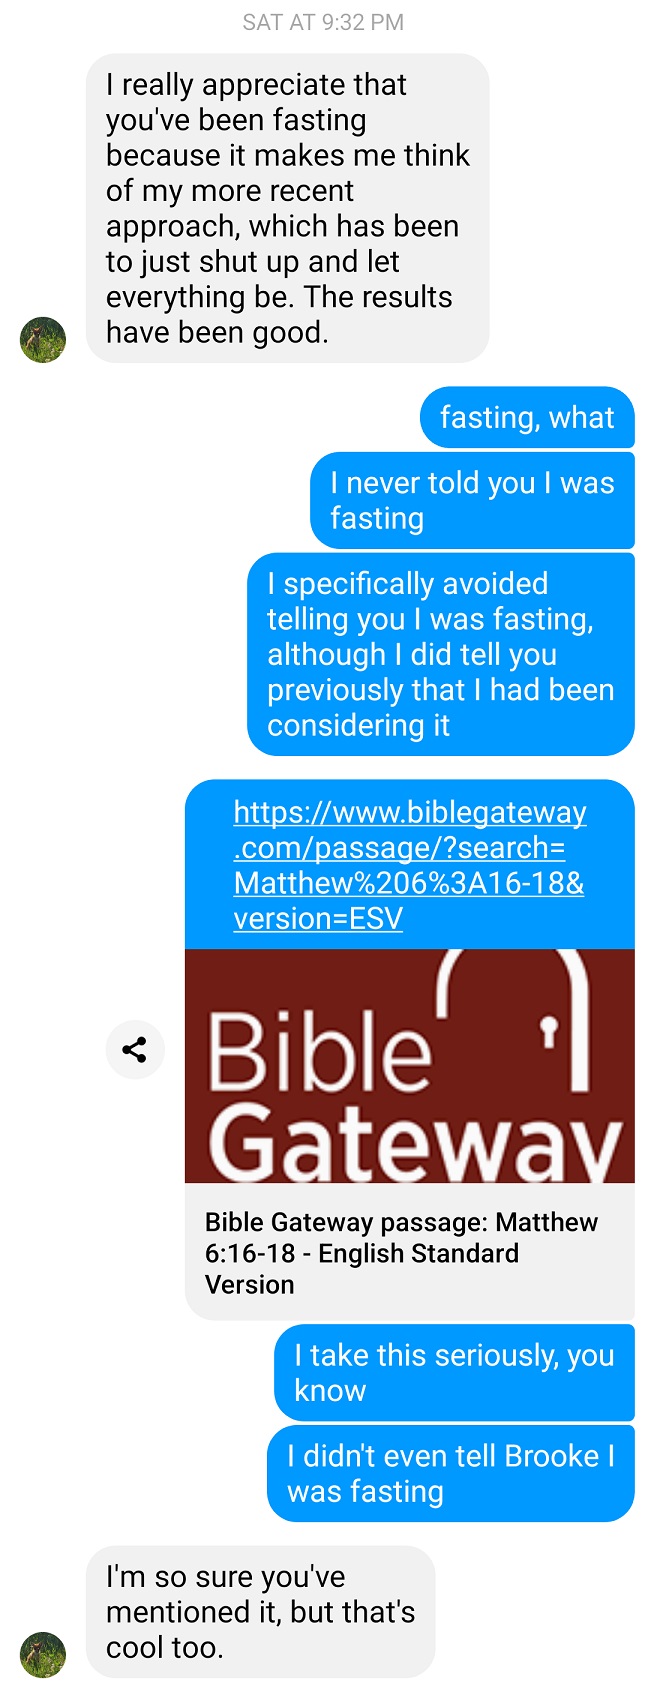 SAT AT 9:32 PM
I really appreciate that
you've been fasting
because it makes me think
of my more recent
approach, which has been
to just shut up and let
everything be. The results
have been good.
fasting, what
I never told you I was
fasting
I specifically avoided
telling you I was fasting,
although I did tell you
previously that I had been
considering it
https://www.biblegateway
.com/passage/?search=
Matthew%206%3A16-18&
version=ESV
Bible
Gateway
Bible Gateway passage: Matthew
6:16-18 - English Standard
Version
I take this seriously, you
know
I didn't even tell Brooke I
was fasting
I'm so sure you've
mentioned it, but that's
cool too.